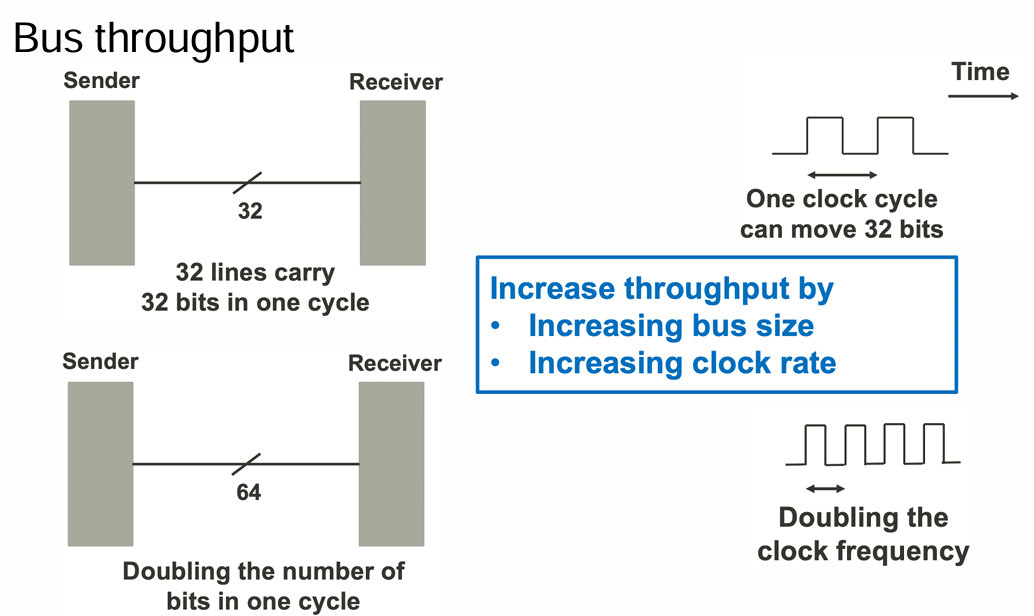 Bus throughput
Sender
Receiver
32
32 lines carry
32 bits in one cycle
Time
One clock cycle
can move 32 bits
Increase throughput by
• Increasing bus size
• Increasing clock rate
Sender
Receiver
64
Doubling the number of
bits in one cycle
Doubling the
clock frequency